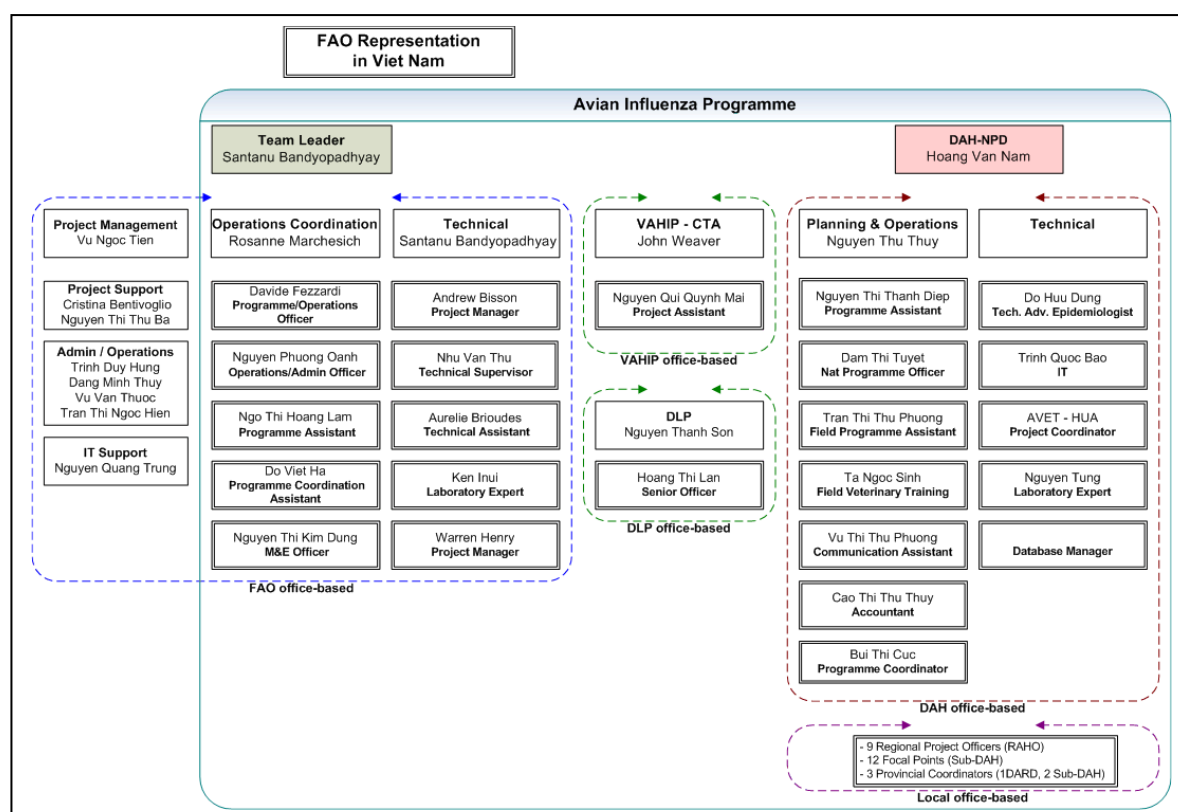 FAO Representation
in Viet Nam
Avian Influenza Programme
Team Leader
Santanu Bandyopadhyay
DAH-NPD
Hoang Van Nam
Project Management
Vu Ngoc Tien
Project Support
Cristina Bentivoglio
Nguyen Thi Thu Ba
Admin / Operations
Trinh Duy Hung
Dang Minh Thuy
Vu Van Thuoc
Tran Thi Ngoc Hien
IT Support
Nguyen Quang Trung
Operations Coordination
Rosanne Marchesich
Davide Fezzardi
Programme/Operations
Officer
Nguyen Phuong Oanh
Operations/Admin Officer
Ngo Thi Hoang Lam
Programme Assistant
Do Viet Ha
Programme Coordination
Assistant
Nguyen Thi Kim Dung
M&E Officer
Technical
Santanu Bandyopadhyay
Andrew Bisson
Project Manager
Nhu Van Thu
Technical Supervisor
Aurelie Brioudes
Technical Assistant
Ken Inui
Laboratory Expert
Warren Henry
Project Manager
FAO office-based
VAHIP - CTA
John Weaver
Nguyen Qui Quynh Mai
Project Assistant
VAHIP office-based
DLP
Nguyen Thanh Son
Hoang Thi Lan
Senior Officer
DLP office-based
Planning & Operations
Nguyen Thu Thuy
Nguyen Thi Thanh Diep
Programme Assistant
Dam Thi Tuyet
Nat Programme Officer
Tran Thi Thu Phuong
Field Programme Assistant
Ta Ngoc Sinh
Field Veterinary Training
Vu Thi Thu Phuong
Communication Assistant
Cao Thi Thu Thuy
Accountant
Bui Thi Cuc
Programme Coordinator
Technical
Do Huu Dung
Tech. Adv. Epidemiologist
Trinh Quoc Bao
IT
AVET - HUA
Project Coordinator
Nguyen Tung
Laboratory Expert
Database Manager
DAH office-based
- 9 Regional Project Officers (RAHO)
- 12 Focal Points (Sub-DAH)
- 3 Provincial Coordinators (1DARD, 2 Sub-DAH)
Local office-based